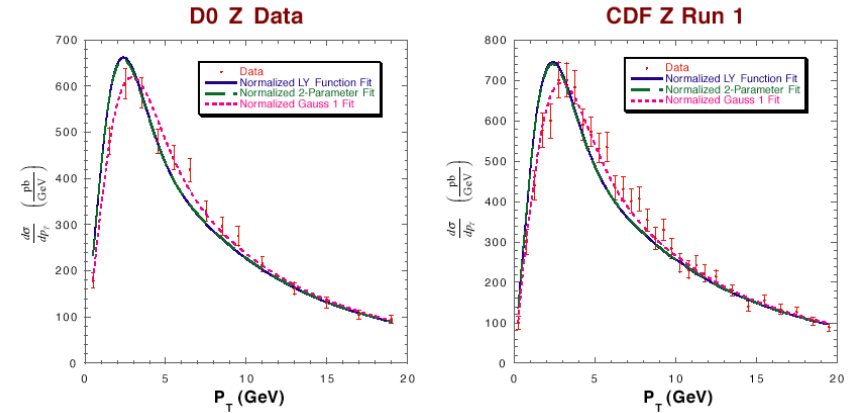 D0 Z Data
700
600
500
400
300
200
100
0
dσ
dp_T
(pb
GeV)
Data
Normalized LY Function Fit
Normalized 2-Parameter Fit
Normalized Gauss 1 Fit
0 5 10 15 20
P_T (GeV)
CDF Z Run 1
800
700
600
500
400
300
200
100
0
dσ
dp_T
(pb
GeV)
Data
Normalized LY Function Fit
Normalized 2-Parameter Fit
Normalized Gauss 1 Fit
0 5 10 15 20
P_T (GeV)